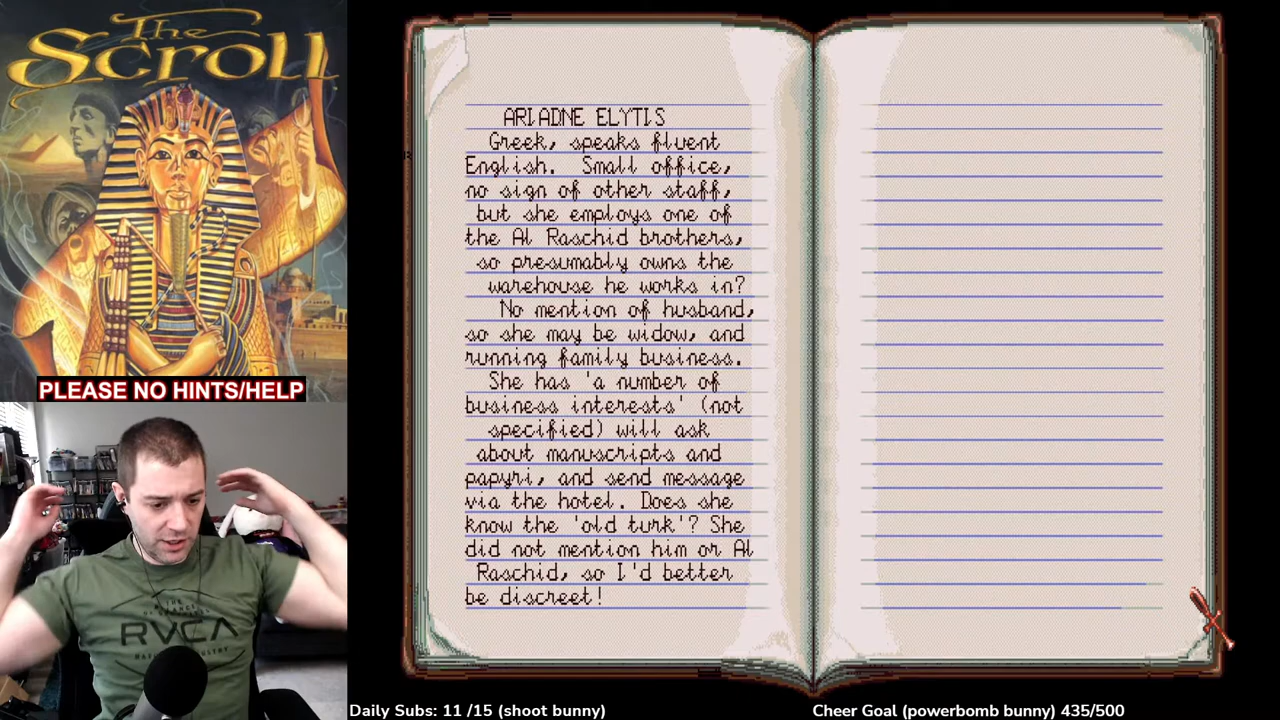 The
Scroll
PLEASE NO HINTS/HELP
RVCA
ARIADNE ELYTIS
Greek, speaks fluent
English. Small office,
no sign of other staff,
but she employs one of
the Al Raschid brothers,
so presumably owns the
warehouse he works in?
No mention of husband,
so she may be widow, and
running family business.
She has 'a number of
business interests' (not
specified) will ask
about manuscripts and
papyri, and send message
via the hotel. Does she
know the 'old turk'? She
did not mention him or Al
Raschid, so I'd better
be discreet!
Daily Subs: 11 /15 (shoot bunny)
Cheer Goal (powerbomb bunny) 435/500